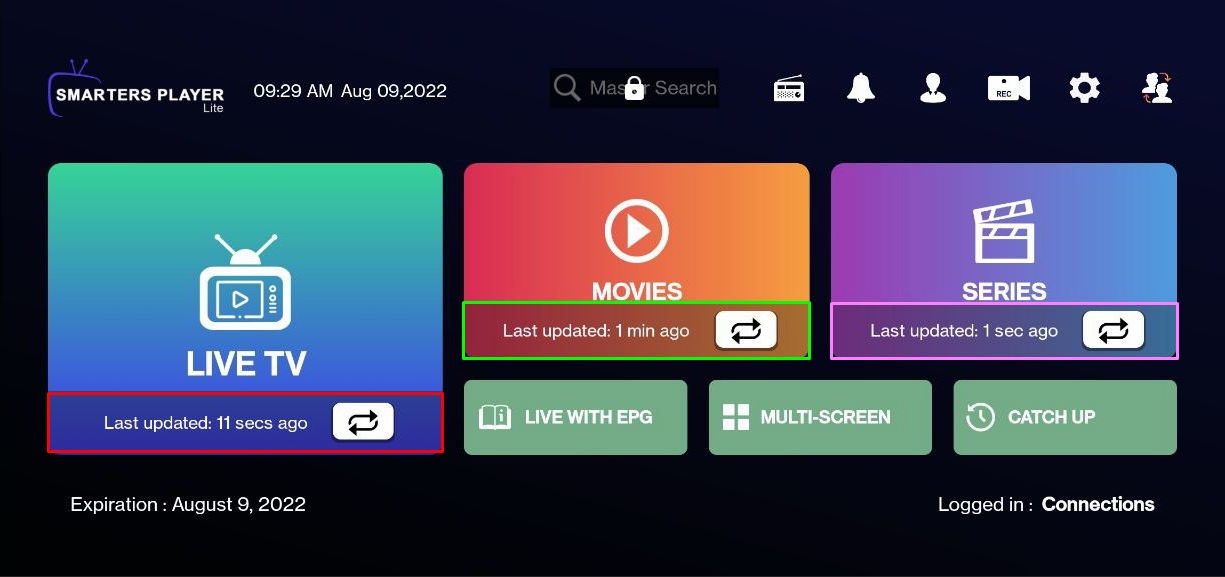 SMARTERS PLAYER
Lite
09:29 AM Aug 09,2022
Master Search
REC
LIVE TV
Last updated: 11 secs ago
MOVIES
Last updated: 1 min ago
SERIES
Last updated: 1 sec ago
LIVE WITH EPG
MULTI-SCREEN
CATCH UP
Expiration : August 9, 2022
Logged in : Connections